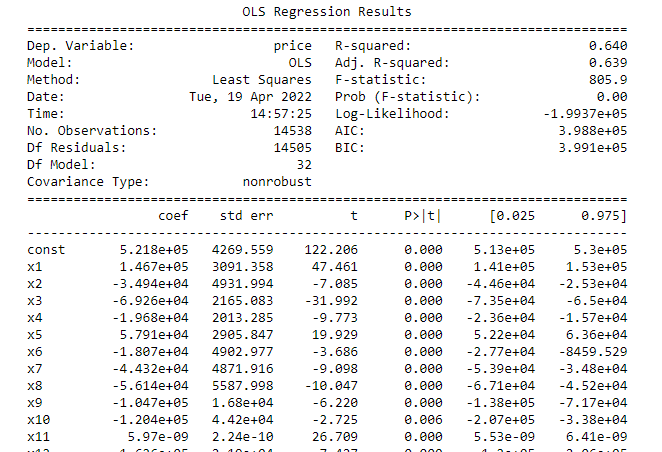 OLS Regression Results
==============================================================================
Dep. Variable:                  price   R-squared:                       0.640
Model:                            OLS   Adj. R-squared:                  0.639
Method:                 Least Squares   F-statistic:                     805.9
Date:                Tue, 19 Apr 2022   Prob (F-statistic):               0.00
Time:                        14:57:25   Log-Likelihood:            -1.9937e+05
No. Observations:               14538   AIC:                         3.988e+05
Df Residuals:                   14505   BIC:                         3.991e+05
Df Model:                          32
Covariance Type:            nonrobust
==============================================================================
coef    std err          t      P>|t|      [0.025      0.975]
------------------------------------------------------------------------------
const       5.218e+05   4269.559    122.206      0.000    5.13e+05     5.3e+05
x1          1.467e+05   3091.358     47.461      0.000    1.41e+05    1.53e+05
x2         -3.494e+04   4931.994     -7.085      0.000   -4.46e+04   -2.53e+04
x3         -6.926e+04   2165.083    -31.992      0.000   -7.35e+04    -6.5e+04
x4         -1.968e+04   2013.285     -9.773      0.000   -2.36e+04   -1.57e+04
x5          5.791e+04   2905.847     19.929      0.000    5.22e+04    6.36e+04
x6         -1.807e+04   4902.977     -3.686      0.000   -2.77e+04   -8459.529
x7         -4.432e+04   4871.916     -9.098      0.000   -5.39e+04   -3.48e+04
x8         -5.614e+04   5587.998    -10.047      0.000   -6.71e+04   -4.52e+04
x9         -1.047e+05   1.68e+04     -6.220      0.000   -1.38e+05   -7.17e+04
x10        -1.204e+05   4.42e+04     -2.725      0.006   -2.07e+05   -3.38e+04
x11          5.97e-09   2.24e-10     26.709      0.000    5.53e-09    6.41e-09